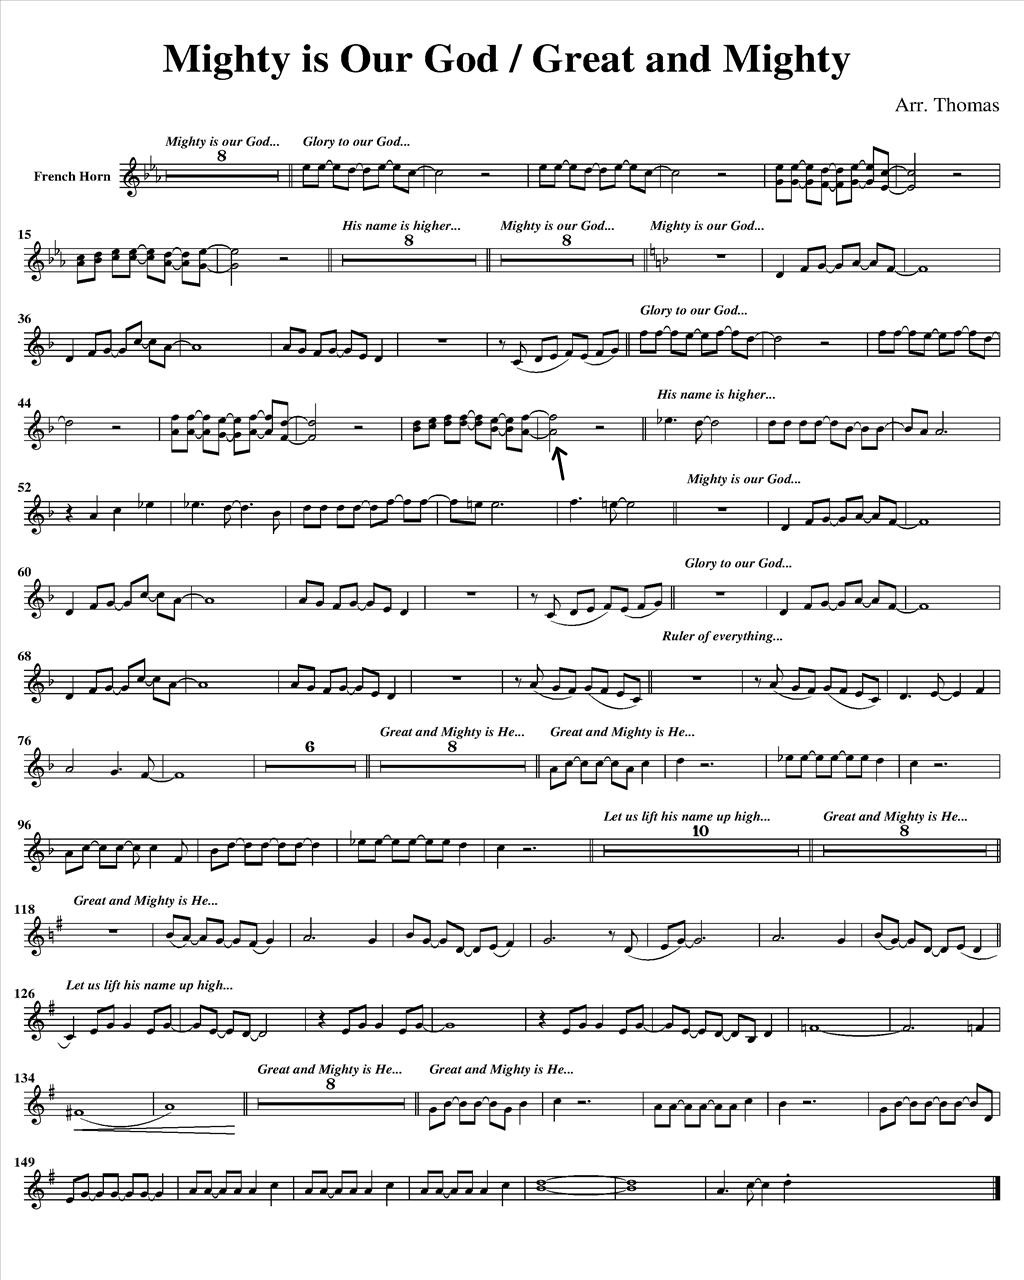 Mighty is Our God / Great and Mighty
Arr. Thomas
Mighty is our God... Glory to our God...
8
French Horn
His name is higher... Mighty is our God... Mighty is our God...
15 8 8
Glory to our God...
36
His name is higher...
44
Mighty is our God...
52
Glory to our God...
60
Ruler of everything...
68
Great and Mighty is He... Great and Mighty is He...
76 6 8
Let us lift his name up high... Great and Mighty is He...
96 10 8
Great and Mighty is He...
118
Let us lift his name up high...
126
Great and Mighty is He... Great and Mighty is He...
134 8
149